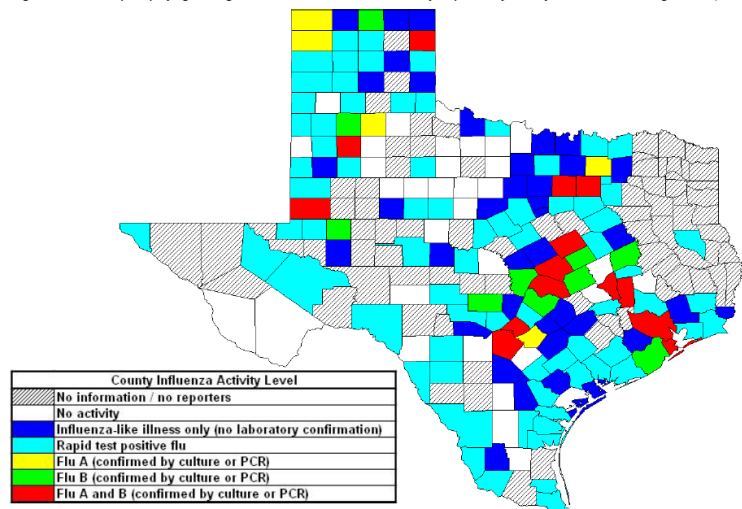 County Influenza Activity Level
No information / no reporters
No activity
Influenza-like illness only (no laboratory confirmation)
Rapid test positive flu
Flu A (confirmed by culture or PCR)
Flu B (confirmed by culture or PCR)
Flu A and B (confirmed by culture or PCR)